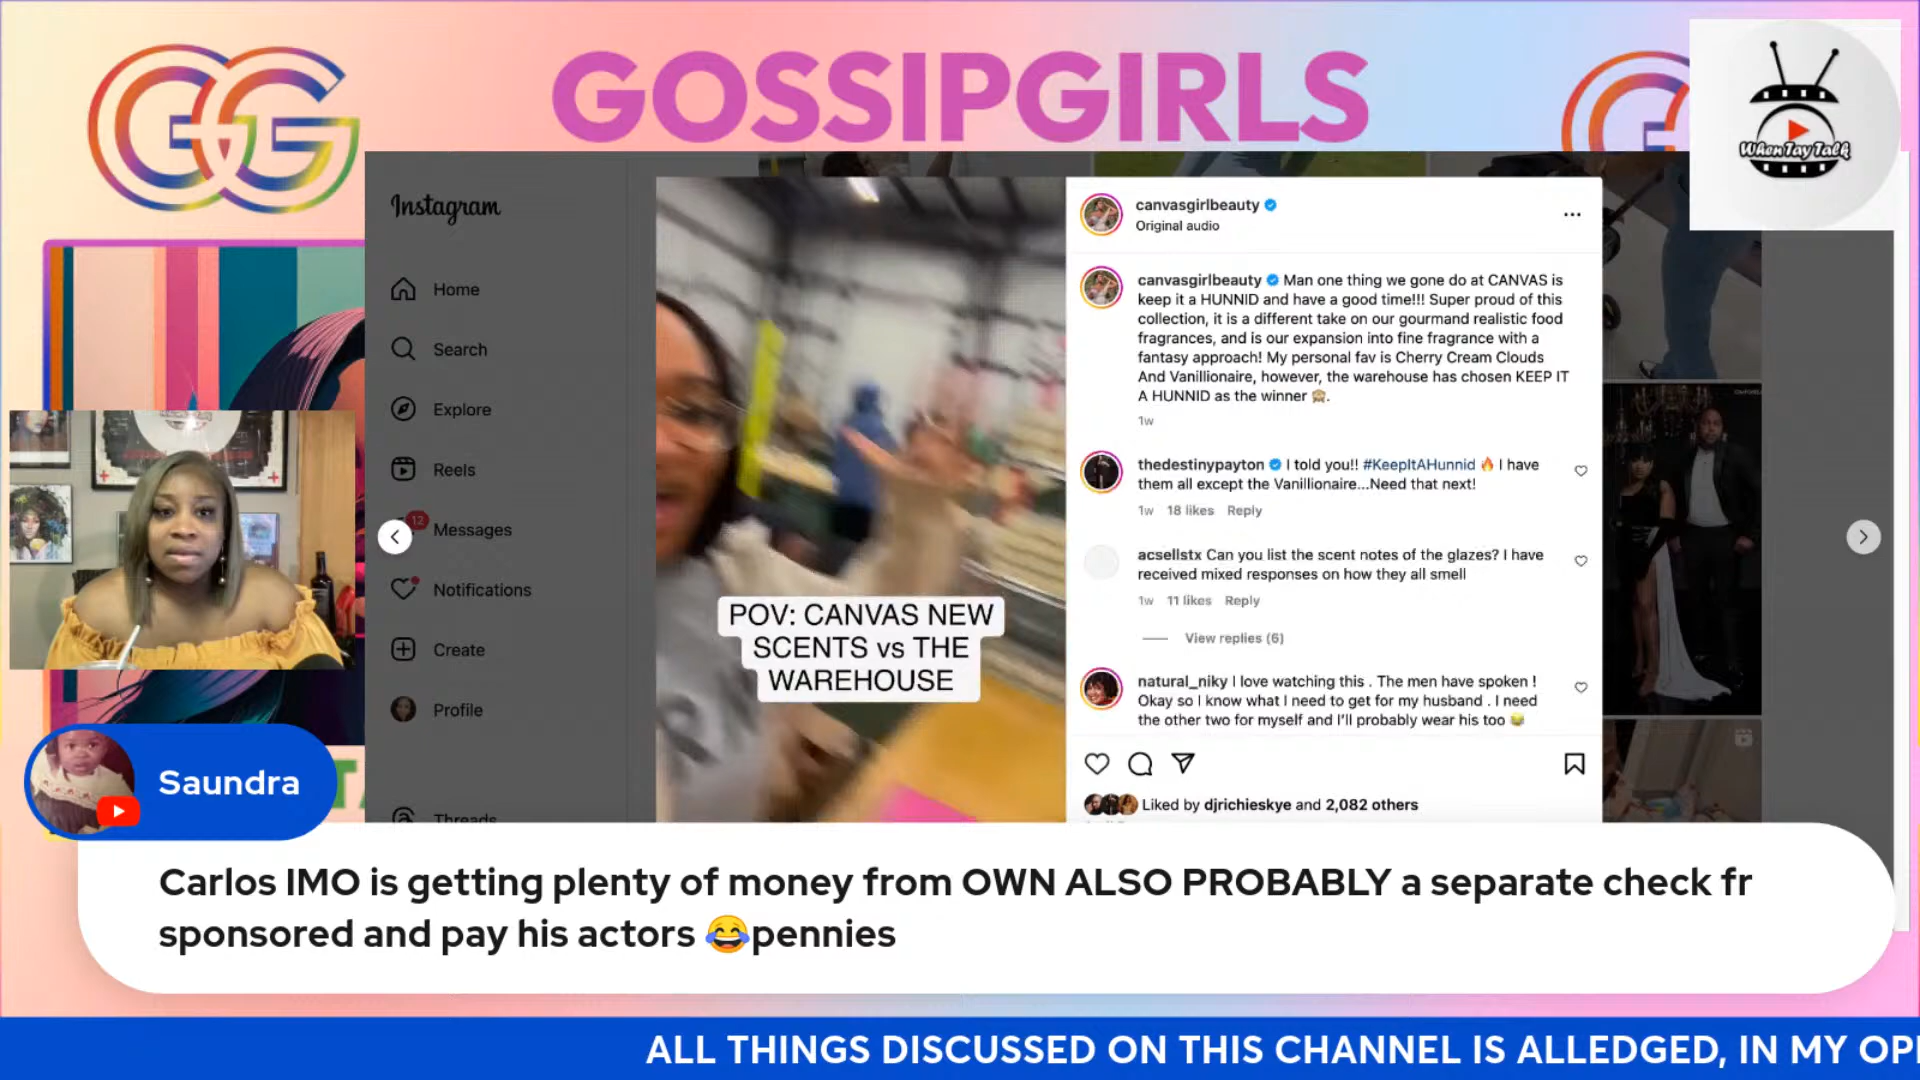 GG
GOSSIPGIRLS
G
WhenTayTalk
Instagram
Home
Search
Explore
Reels
12
Messages
Notifications
Create
Profile
Threads
POV: CANVAS NEW
SCENTS vs THE
WAREHOUSE
canvasgirlbeauty
Original audio
canvasgirlbeauty Man one thing we gone do at CANVAS is
keep it a HUNNID and have a good time!!! Super proud of this
collection, it is a different take on our gourmand realistic food
fragrances, and is our expansion into fine fragrance with a
fantasy approach! My personal fav is Cherry Cream Clouds
And Vanillionaire, however, the warehouse has chosen KEEP IT
A HUNNID as the winner 🙈.
1w
thedestinypayton I told you!! #KeepItAHunnid 🔥 I have
them all except the Vanillionaire...Need that next!
1w 18 likes Reply
acsellstx Can you list the scent notes of the glazes? I have
received mixed responses on how they all smell
1w 11 likes Reply
View replies (6)
natural_niky I love watching this . The men have spoken !
Okay so I know what I need to get for my husband . I need
the other two for myself and I'll probably wear his too 😂
Liked by djrichieskye and 2,082 others
Saundra
Carlos IMO is getting plenty of money from OWN ALSO PROBABLY a separate check fr
sponsored and pay his actors 😂pennies
ALL THINGS DISCUSSED ON THIS CHANNEL IS ALLEDGED, IN MY OPI